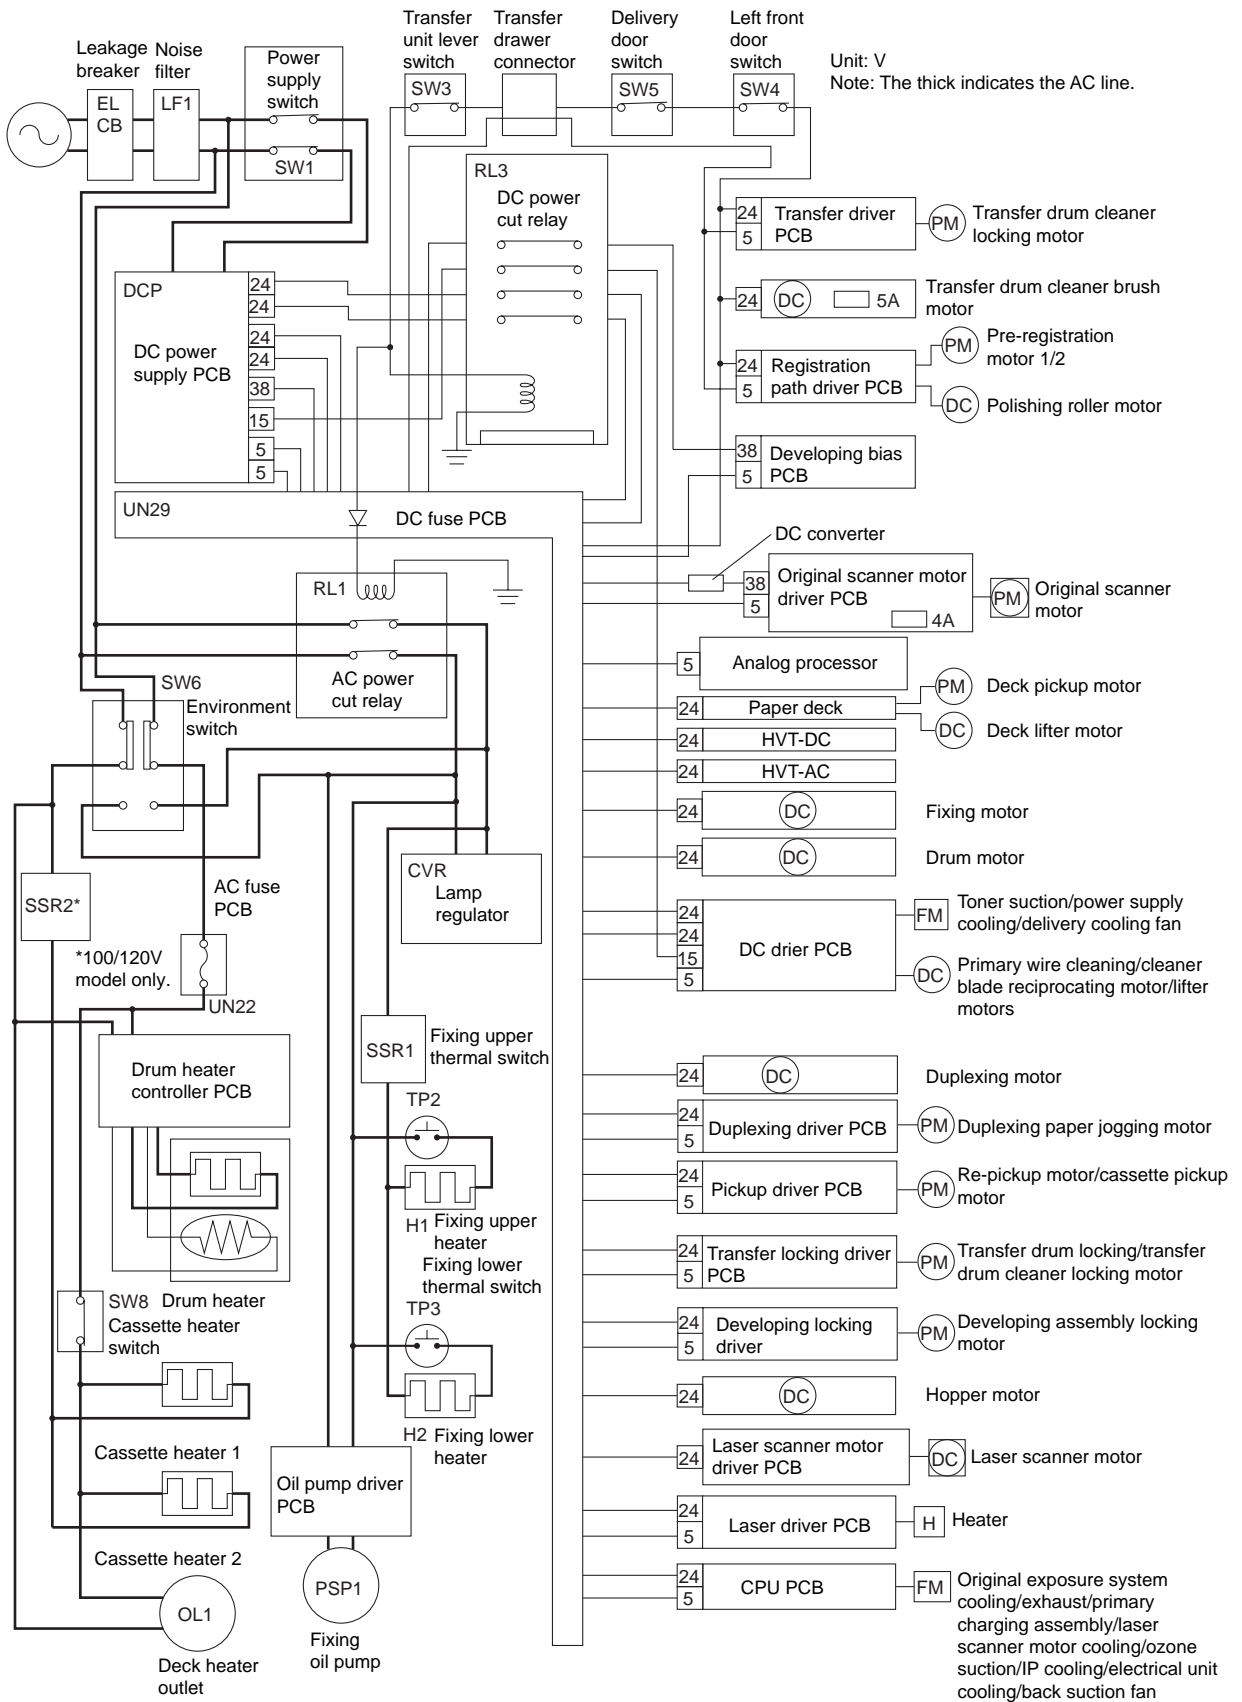 Transfer
unit lever
switch
Transfer
drawer
connector
Delivery
door
switch
Left front
door
switch
Leakage
breaker
Noise
filter
Power
supply
switch
Unit: V
Note: The thick indicates the AC line.
EL
CB
LF1
SW1
SW3
SW5
SW4
RL3
DC power
cut relay
24
5
Transfer driver
PCB
PM
Transfer drum cleaner
locking motor
DCP
DC power
supply PCB
24
24
24
24
38
15
5
5
24
DC
5A
Transfer drum cleaner brush
motor
24
5
Registration
path driver PCB
PM
Pre-registration
motor 1/2
DC
Polishing roller motor
38
5
Developing bias
PCB
UN29
DC fuse PCB
DC converter
38
5
Original scanner motor
driver PCB
4A
PM
Original scanner
motor
RL1
AC power
cut relay
5
Analog processor
SW6
Environment
switch
24
Paper deck
PM
Deck pickup motor
DC
Deck lifter motor
24
HVT-DC
24
HVT-AC
24
DC
Fixing motor
24
DC
Drum motor
CVR
Lamp
regulator
SSR2*
AC fuse
PCB
*100/120V
model only.
UN22
24
24
15
5
DC drier PCB
FM
Toner suction/power supply
cooling/delivery cooling fan
DC
Primary wire cleaning/cleaner
blade reciprocating motor/lifter
motors
SSR1
Fixing upper
thermal switch
Drum heater
controller PCB
24
DC
Duplexing motor
TP2
24
5
Duplexing driver PCB
PM
Duplexing paper jogging motor
24
5
Pickup driver PCB
PM
Re-pickup motor/cassette pickup
motor
H1
Fixing upper
heater
Fixing lower
thermal switch
24
5
Transfer locking driver
PCB
PM
Transfer drum locking/transfer
drum cleaner locking motor
SW8
Drum heater
Cassette heater
switch
TP3
24
5
Developing locking
driver
PM
Developing assembly locking
motor
24
DC
Hopper motor
H2
Fixing lower
heater
Cassette heater 1
24
Laser scanner motor
driver PCB
DC
Laser scanner motor
Oil pump driver
PCB
24
5
Laser driver PCB
H
Heater
Cassette heater 2
OL1
Deck heater
outlet
PSP1
Fixing
oil pump
24
5
CPU PCB
FM
Original exposure system
cooling/exhaust/primary
charging assembly/laser
scanner motor cooling/ozone
suction/IP cooling/electrical unit
cooling/back suction fan